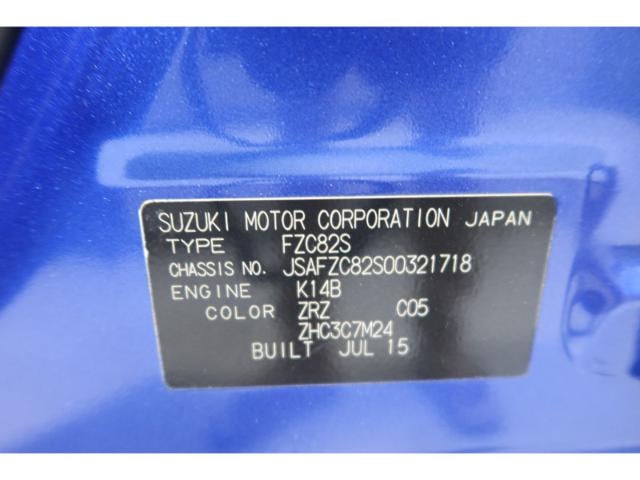 SUZUKI MOTOR CORPORATION JAPAN
TYPE FZC82S
CHASSIS NO. JSAFZC82S00321718
ENGINE K14B
COLOR ZRZ C05
ZHC3C7M24
BUILT JUL 15